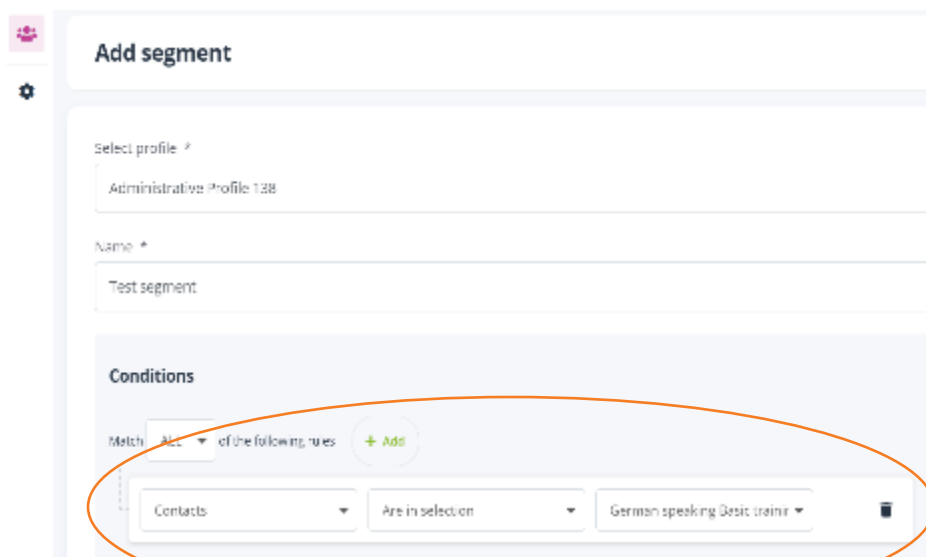 Add segment
Select profile *
Administrative Profile 138
Name *
Test segment
Conditions
Match ALL of the following rules + Add
Contacts Are in selection German speaking Basic trainir